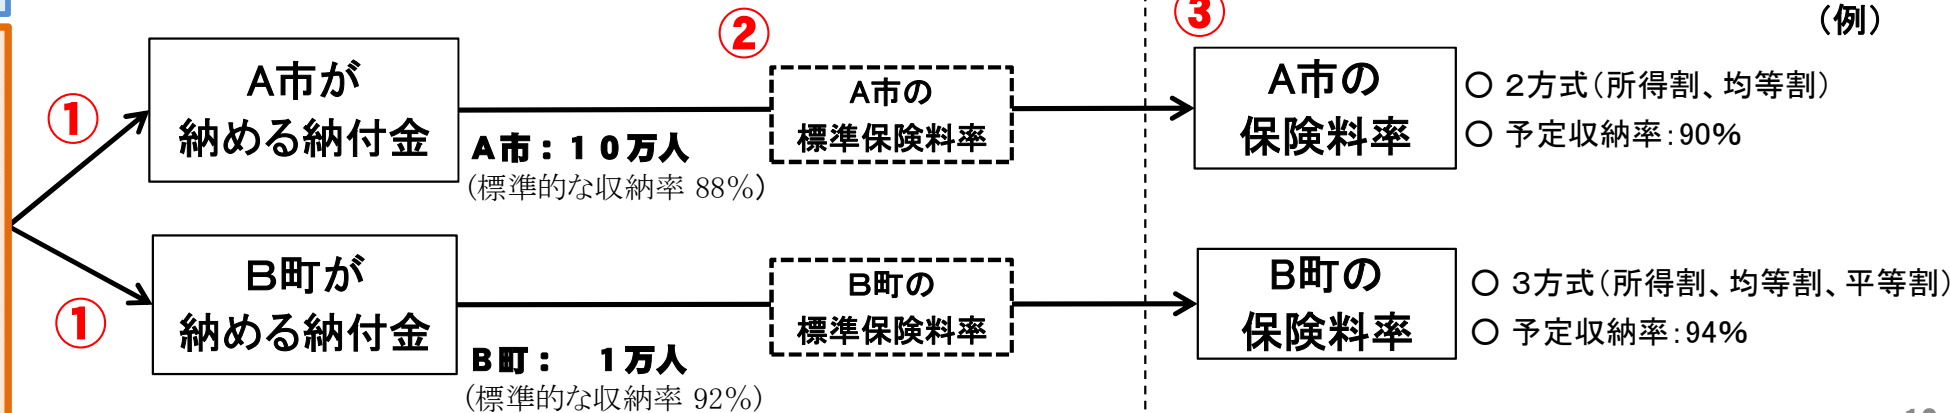 ③
(例)
②
①
A市が
納める納付金
A市:10万人
(標準的な収納率 88%)
A市の
標準保険料率
A市の
保険料率
○ 2方式(所得割、均等割)
○ 予定収納率:90%
①
B町が
納める納付金
B町: 1万人
(標準的な収納率 92%)
B町の
標準保険料率
B町の
保険料率
○ 3方式(所得割、均等割、平等割)
○ 予定収納率:94%